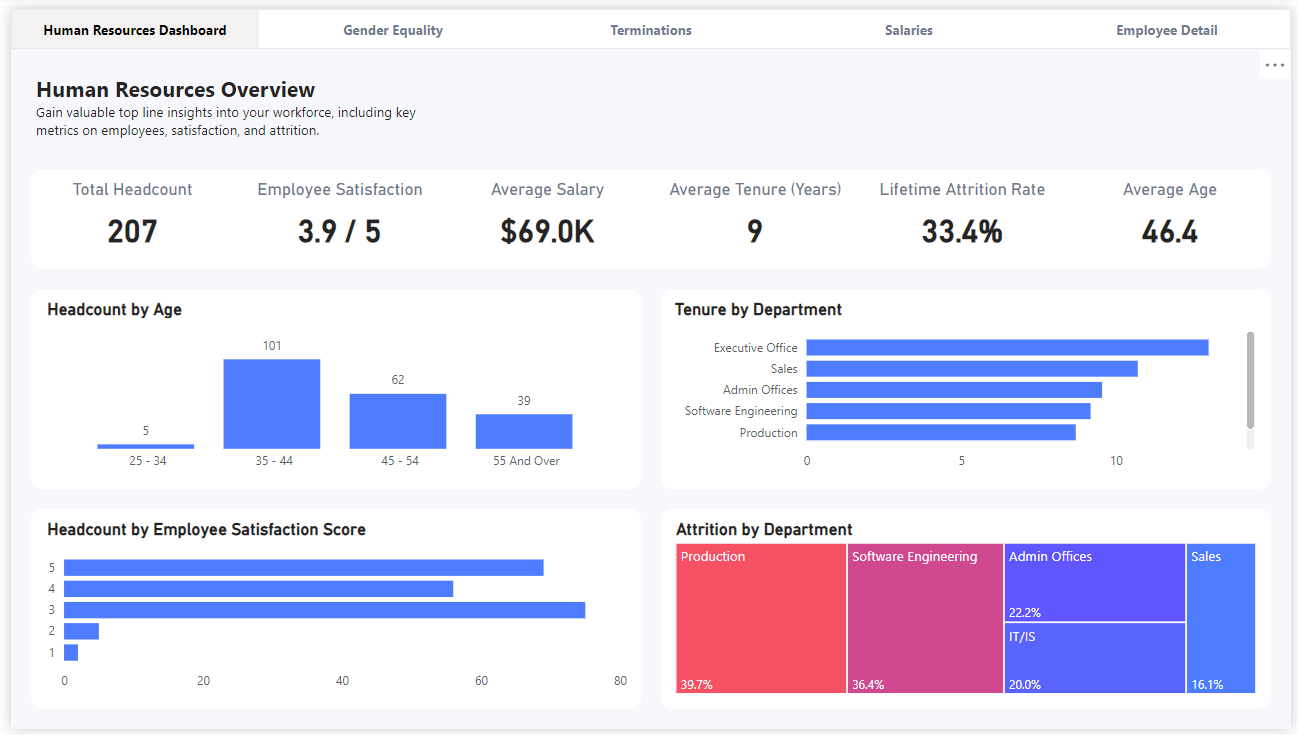 Human Resources Dashboard
Gender Equality
Terminations
Salaries
Employee Detail
Human Resources Overview
Gain valuable top line insights into your workforce, including key
metrics on employees, satisfaction, and attrition.
Total Headcount
207
Employee Satisfaction
3.9 / 5
Average Salary
$69.0K
Average Tenure (Years)
9
Lifetime Attrition Rate
33.4%
Average Age
46.4
Headcount by Age
5
101
62
39
25 - 34
35 - 44
45 - 54
55 And Over
Tenure by Department
Executive Office
Sales
Admin Offices
Software Engineering
Production
0
5
10
Headcount by Employee Satisfaction Score
5
4
3
2
1
0
20
40
60
80
Attrition by Department
Production
39.7%
Software Engineering
36.4%
Admin Offices
22.2%
IT/IS
20.0%
Sales
16.1%